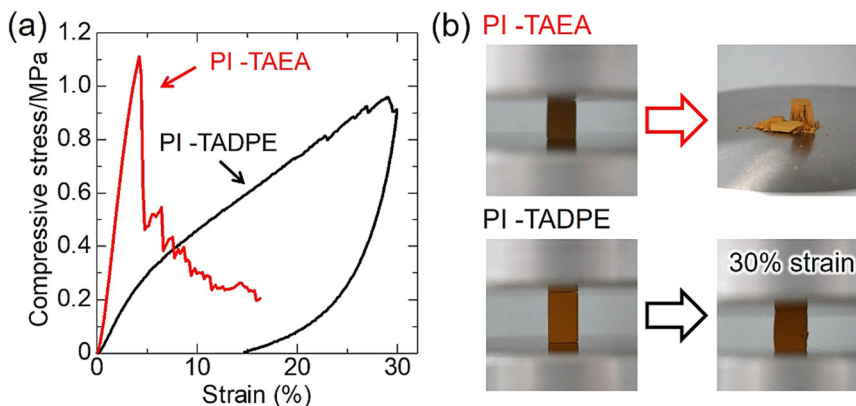 (a)
1.2
1.0
0.8
0.6
0.4
0.2
0
0
10
20
30
Compressive stress/MPa
Strain (%)
PI -TAEA
PI -TADPE
(b)
PI -TAEA
PI -TADPE
30% strain